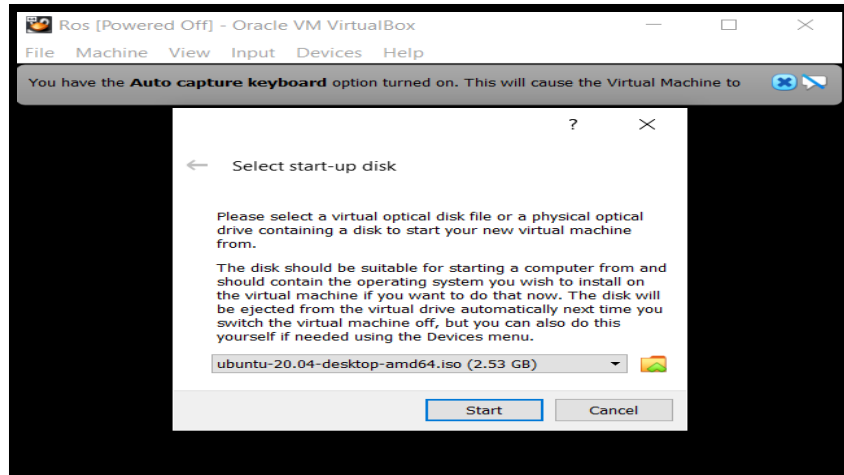 Ros [Powered Off] - Oracle VM VirtualBox
File Machine View Input Devices Help
You have the Auto capture keyboard option turned on. This will cause the Virtual Machine to
?
Select start-up disk
Please select a virtual optical disk file or a physical optical
drive containing a disk to start your new virtual machine
from.
The disk should be suitable for starting a computer from and
should contain the operating system you wish to install on
the virtual machine if you want to do that now. The disk will
be ejected from the virtual drive automatically next time you
switch the virtual machine off, but you can also do this
yourself if needed using the Devices menu.
ubuntu-20.04-desktop-amd64.iso (2.53 GB)
Start Cancel